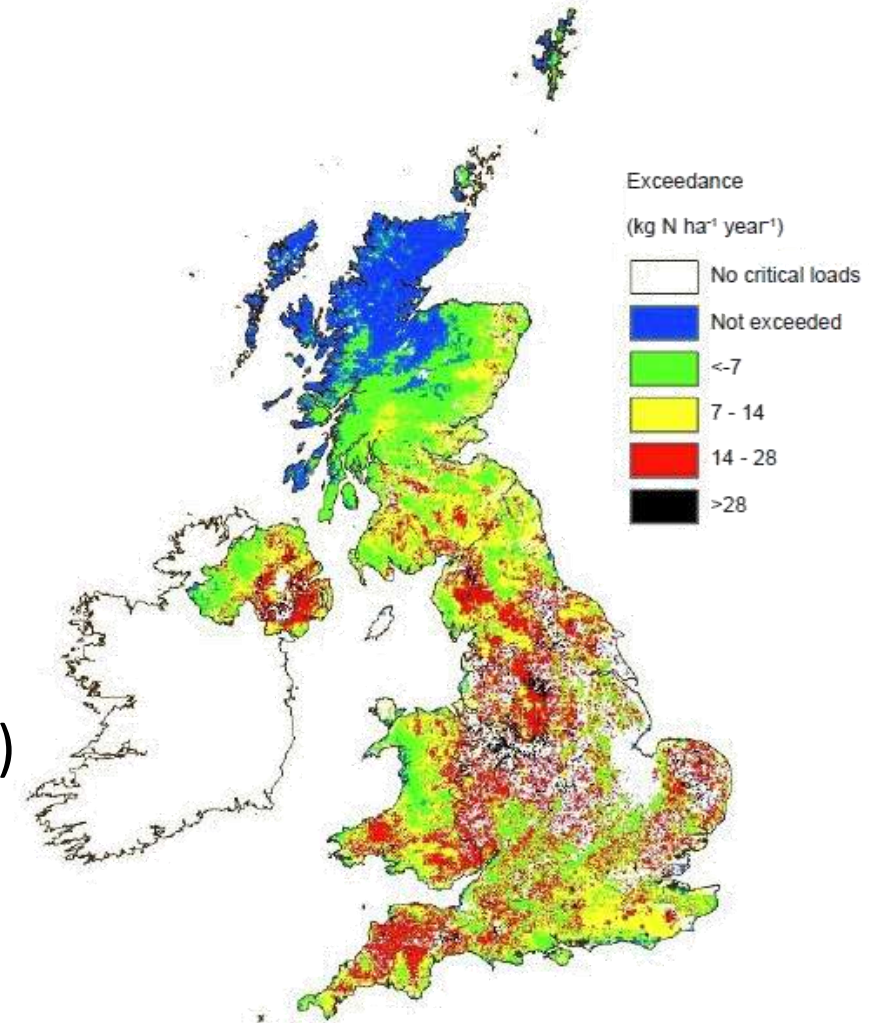 Exceedance
(kg N ha⁻¹ year⁻¹)
No critical loads
Not exceeded
<-7
7 - 14
14 - 28
>28
)